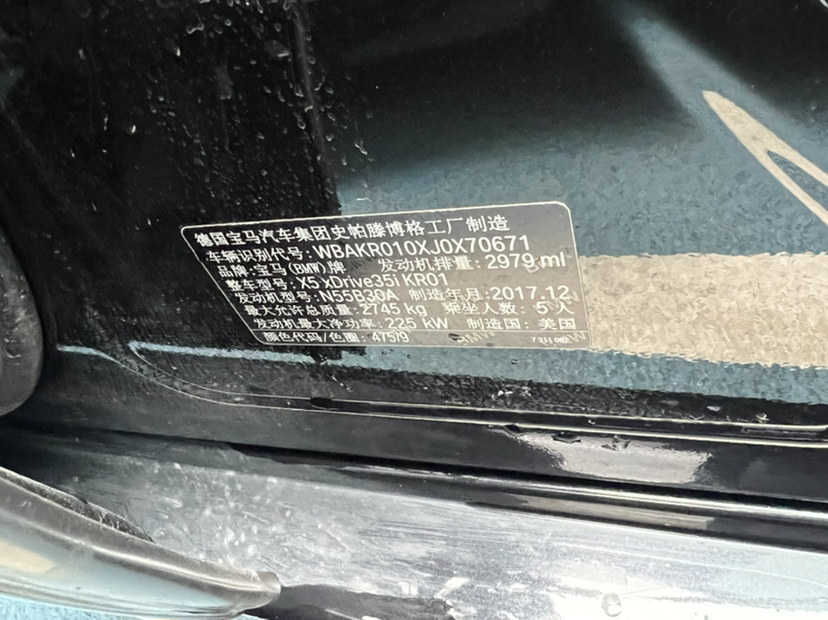 德国宝马汽车集团史帕滕博格工厂制造
车辆识别代号: WBAKR010XJ0X70671
品牌: 宝马(BMW)牌 发动机排量: 2979 ml
整车型号: X5 xDrive35i KR01
发动机型号: N55B30A 制造年月: 2017.12
最大允许总质量: 2745 kg 乘坐人数: 5 人
发动机最大净功率: 225 kW 制造国: 美国
颜色代号/色圈: 475/9